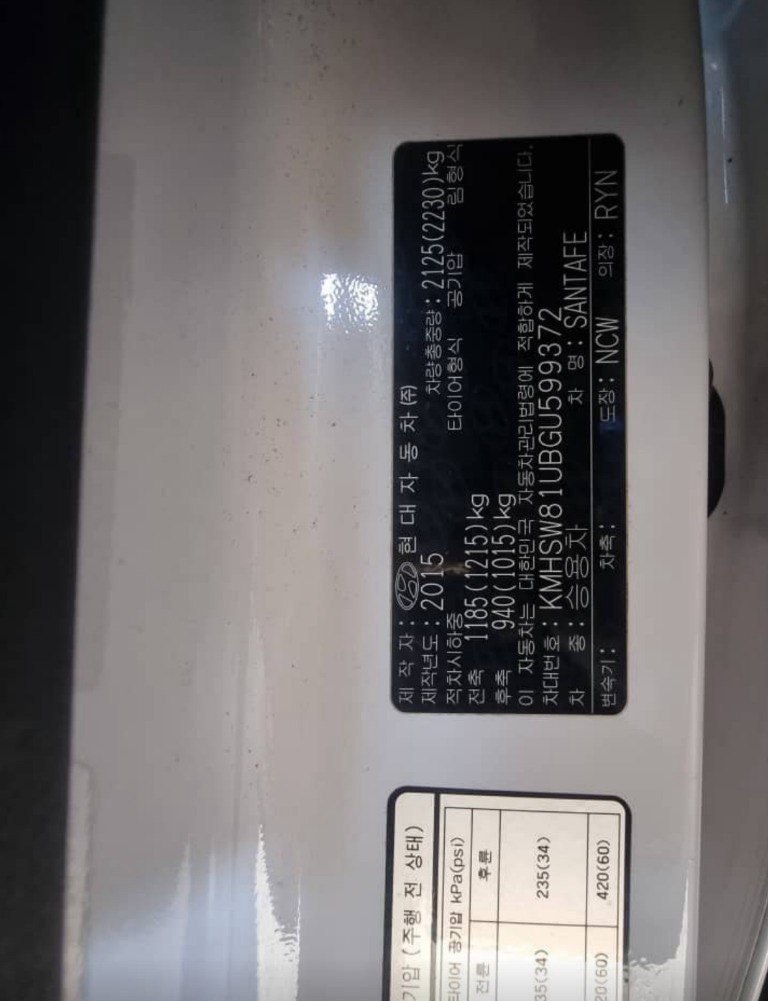 제 작 자 : 현 대 자 동 차 (주)
제작년도 : 2015 차량총중량 : 2125(2230)kg
적차시하중 타이어형식 공기압 림형식
전축 1185(1215)kg
후축 940(1015)kg
이 자동차는 대한민국 자동차관리법령에 적합하게 제작되었습니다.
차대번호 : KMHSW81UBGU599372
차 종 : 승용차 차 명 : SANTAFE
변속기 : 차축 : 도장 : NCW 의장 : RYN
기압 (주행 전 상태)
타이어 공기압 kPa(psi)
전륜 후륜
35(34) 235(34)
0(60) 420(60)